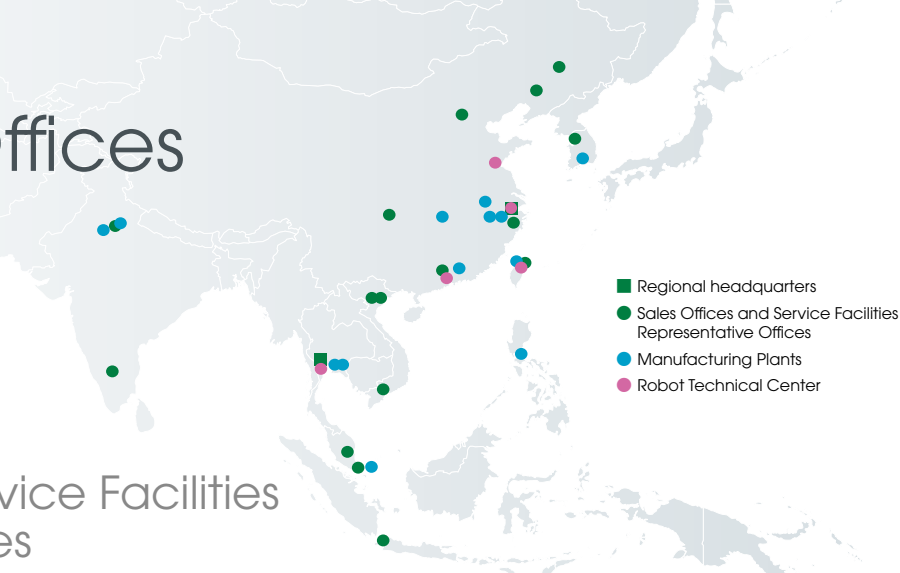 ffices
Regional headquarters
Sales Offices and Service Facilities
Representative Offices
Manufacturing Plants
Robot Technical Center
vice Facilities
es